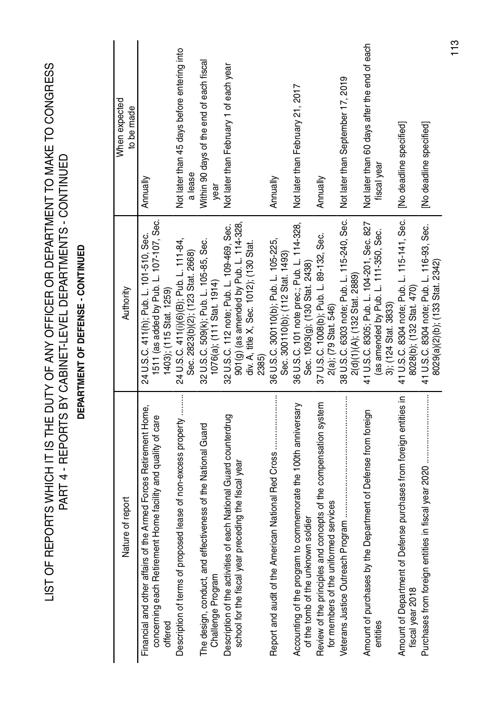 LIST OF REPORTS WHICH IT IS THE DUTY OF ANY OFFICER OR DEPARTMENT TO MAKE TO CONGRESS
PART 4 - REPORTS BY CABINET-LEVEL DEPARTMENTS - CONTINUED
DEPARTMENT OF DEFENSE - CONTINUED
Nature of report
Authority
When expected
to be made
Financial and other affairs of the Armed Forces Retirement Home,
concerning each Retirement Home facility and quality of care
offered
24 U.S.C. 411(h); Pub. L. 101-510, Sec.
1511 (as added by Pub. L. 107-107, Sec.
1403); (115 Stat. 1259)
Annually
Description of terms of proposed lease of non-excess property
24 U.S.C. 411(i)(6)(B); Pub. L. 111-84,
Sec. 2823(b)(2); (123 Stat. 2668)
Not later than 45 days before entering into
a lease
The design, conduct, and effectiveness of the National Guard
Challenge Program
32 U.S.C. 509(k); Pub. L. 105-85, Sec.
1076(a); (111 Stat. 1914)
Within 90 days of the end of each fiscal
year
Description of the activities of each National Guard counterdrug
school for the fiscal year preceding the fiscal year
32 U.S.C. 112 note; Pub. L. 109-469, Sec.
901(g) (as amended by Pub. L. 114-328,
div. A, title X, Sec. 1012); (130 Stat.
2385)
Not later than February 1 of each year
Report and audit of the American National Red Cross
36 U.S.C. 300110(b); Pub. L. 105-225,
Sec. 300110(b); (112 Stat. 1493)
Annually
Accounting of the program to commemorate the 100th anniversary
of the tomb of the unknown soldier
36 U.S.C. 101 note prec.; Pub. L. 114-328,
Sec. 1093(g); (130 Stat. 2438)
Not later than February 21, 2017
Review of the principles and concepts of the compensation system
for members of the uniformed services
37 U.S.C. 1008(b); Pub. L. 89-132, Sec.
2(a); (79 Stat. 546)
Annually
Veterans Justice Outreach Program
38 U.S.C. 6303 note; Pub. L. 115-240, Sec.
2(d)(1)(A); (132 Stat. 2889)
Not later than September 17, 2019
Amount of purchases by the Department of Defense from foreign
entities
41 U.S.C. 8305; Pub. L. 104-201, Sec. 827
(as amended by Pub. L. 111-350, Sec.
3); (124 Stat. 3833)
Not later than 60 days after the end of each
fiscal year
Amount of Department of Defense purchases from foreign entities in
fiscal year 2018
41 U.S.C. 8304 note; Pub. L. 115-141, Sec.
8028(b); (132 Stat. 470)
[No deadline specified]
Purchases from foreign entities in fiscal year 2020
41 U.S.C. 8304 note; Pub. L. 116-93, Sec.
8029(a)(2)(b); (133 Stat. 2342)
[No deadline specified]
113